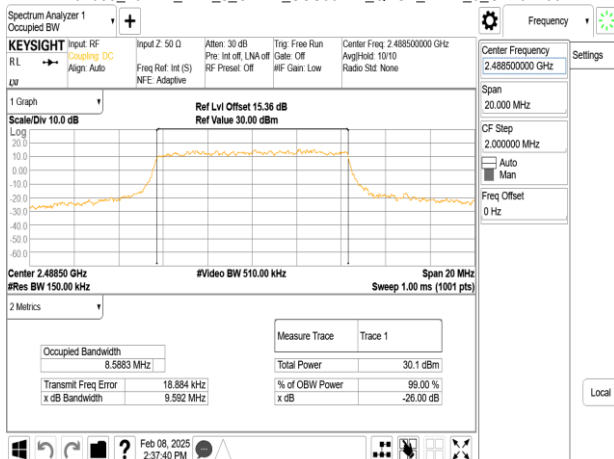 Spectrum Analyzer 1
Occupied BW
+
Frequency
KEYSIGHT
RL
LXI
Input: RF
Coupling: DC
Align: Auto
Input Z: 50 Ω
Freq Ref: Int (S)
NFE: Adaptive
Atten: 30 dB
Pre: Int off, LNA off
RF Preset: Off
Trig: Free Run
Gate: Off
#IF Gain: Low
Center Freq: 2.488500000 GHz
Avg|Hold: 10/10
Radio Std: None
Center Frequency
2.488500000 GHz
Settings
Span
20.000 MHz
CF Step
2.000000 MHz
Auto
Man
Freq Offset
0 Hz
Local
1 Graph
Scale/Div 10.0 dB
Ref Lvl Offset 15.36 dB
Ref Value 30.00 dBm
Log
20.0
10.0
0.00
-10.0
-20.0
-30.0
-40.0
-50.0
-60.0
Center 2.48850 GHz
#Video BW 510.00 kHz
Span 20 MHz
#Res BW 150.00 kHz
Sweep 1.00 ms (1001 pts)
2 Metrics
Measure Trace Trace 1
Occupied Bandwidth
8.5883 MHz
Total Power 30.1 dBm
Transmit Freq Error 18.884 kHz
% of OBW Power 99.00 %
x dB Bandwidth 9.592 MHz
x dB -26.00 dB
?
Feb 08, 2025
2:37:40 PM